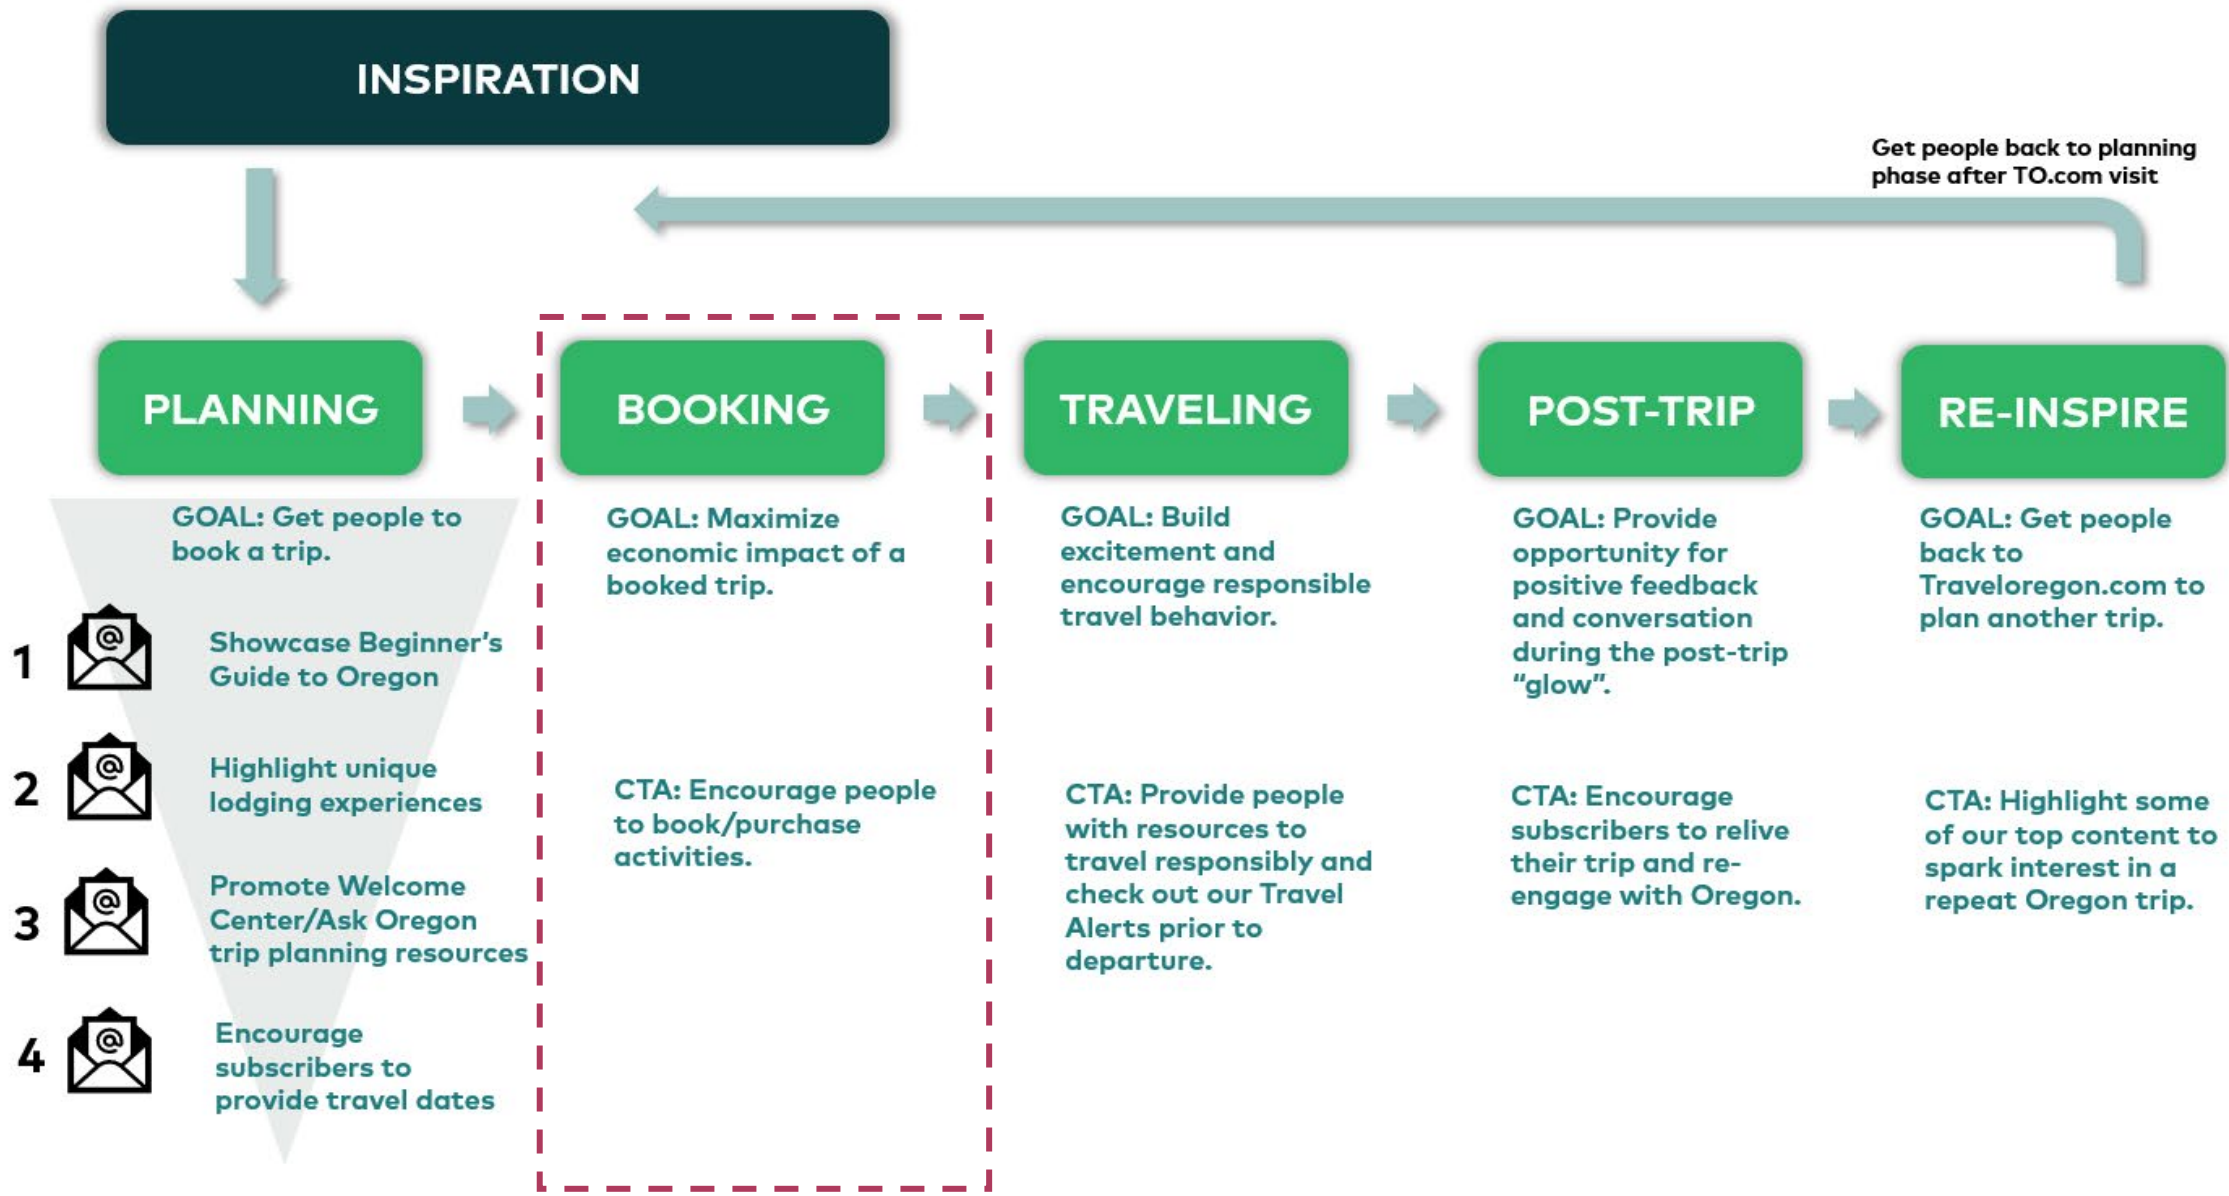 INSPIRATION
Get people back to planning
phase after TO.com visit
PLANNING
BOOKING
TRAVELING
POST-TRIP
RE-INSPIRE
GOAL: Get people to
book a trip.
1
@
Showcase Beginner's
Guide to Oregon
2
@
Highlight unique
lodging experiences
3
@
Promote Welcome
Center/Ask Oregon
trip planning resources
4
@
Encourage
subscribers to
provide travel dates
GOAL: Maximize
economic impact of a
booked trip.
CTA: Encourage people
to book/purchase
activities.
GOAL: Build
excitement and
encourage responsible
travel behavior.
CTA: Provide people
with resources to
travel responsibly and
check out our Travel
Alerts prior to
departure.
GOAL: Provide
opportunity for
positive feedback
and conversation
during the post-trip
“glow”.
CTA: Encourage
subscribers to relive
their trip and re-
engage with Oregon.
GOAL: Get people
back to
Traveloregon.com to
plan another trip.
CTA: Highlight some
of our top content to
spark interest in a
repeat Oregon trip.